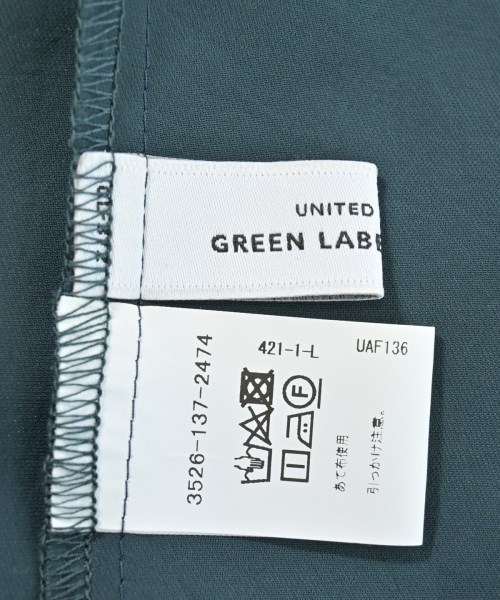 UNITED
GREEN LABE
421-1-L
UAF136
3526-137-2474
F
あて布使用
引っかけ注意。